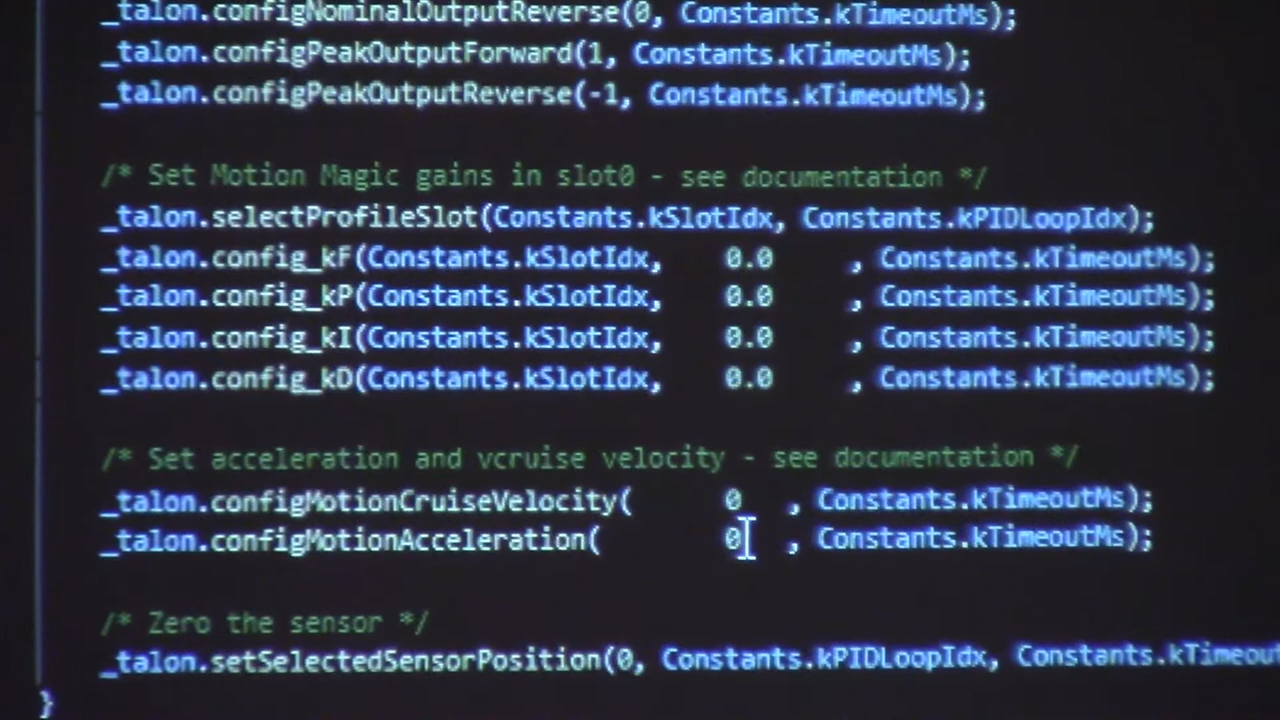 _talon.configNominalOutputReverse(0, Constants.kTimeoutMs);
_talon.configPeakOutputForward(1, Constants.kTimeoutMs);
_talon.configPeakOutputReverse(-1, Constants.kTimeoutMs);
/* Set Motion Magic gains in slot0 - see documentation */
_talon.selectProfileSlot(Constants.kSlotIdx, Constants.kPIDLoopIdx);
_talon.config_kF(Constants.kSlotIdx, 0.0 , Constants.kTimeoutMs);
_talon.config_kP(Constants.kSlotIdx, 0.0 , Constants.kTimeoutMs);
_talon.config_kI(Constants.kSlotIdx, 0.0 , Constants.kTimeoutMs);
_talon.config_kD(Constants.kSlotIdx, 0.0 , Constants.kTimeoutMs);
/* Set acceleration and vcruise velocity - see documentation */
_talon.configMotionCruiseVelocity( 0 , Constants.kTimeoutMs);
_talon.configMotionAcceleration( 0 , Constants.kTimeoutMs);
/* Zero the sensor */
_talon.setSelectedSensorPosition(0, Constants.kPIDLoopIdx, Constants.kTimeout
}